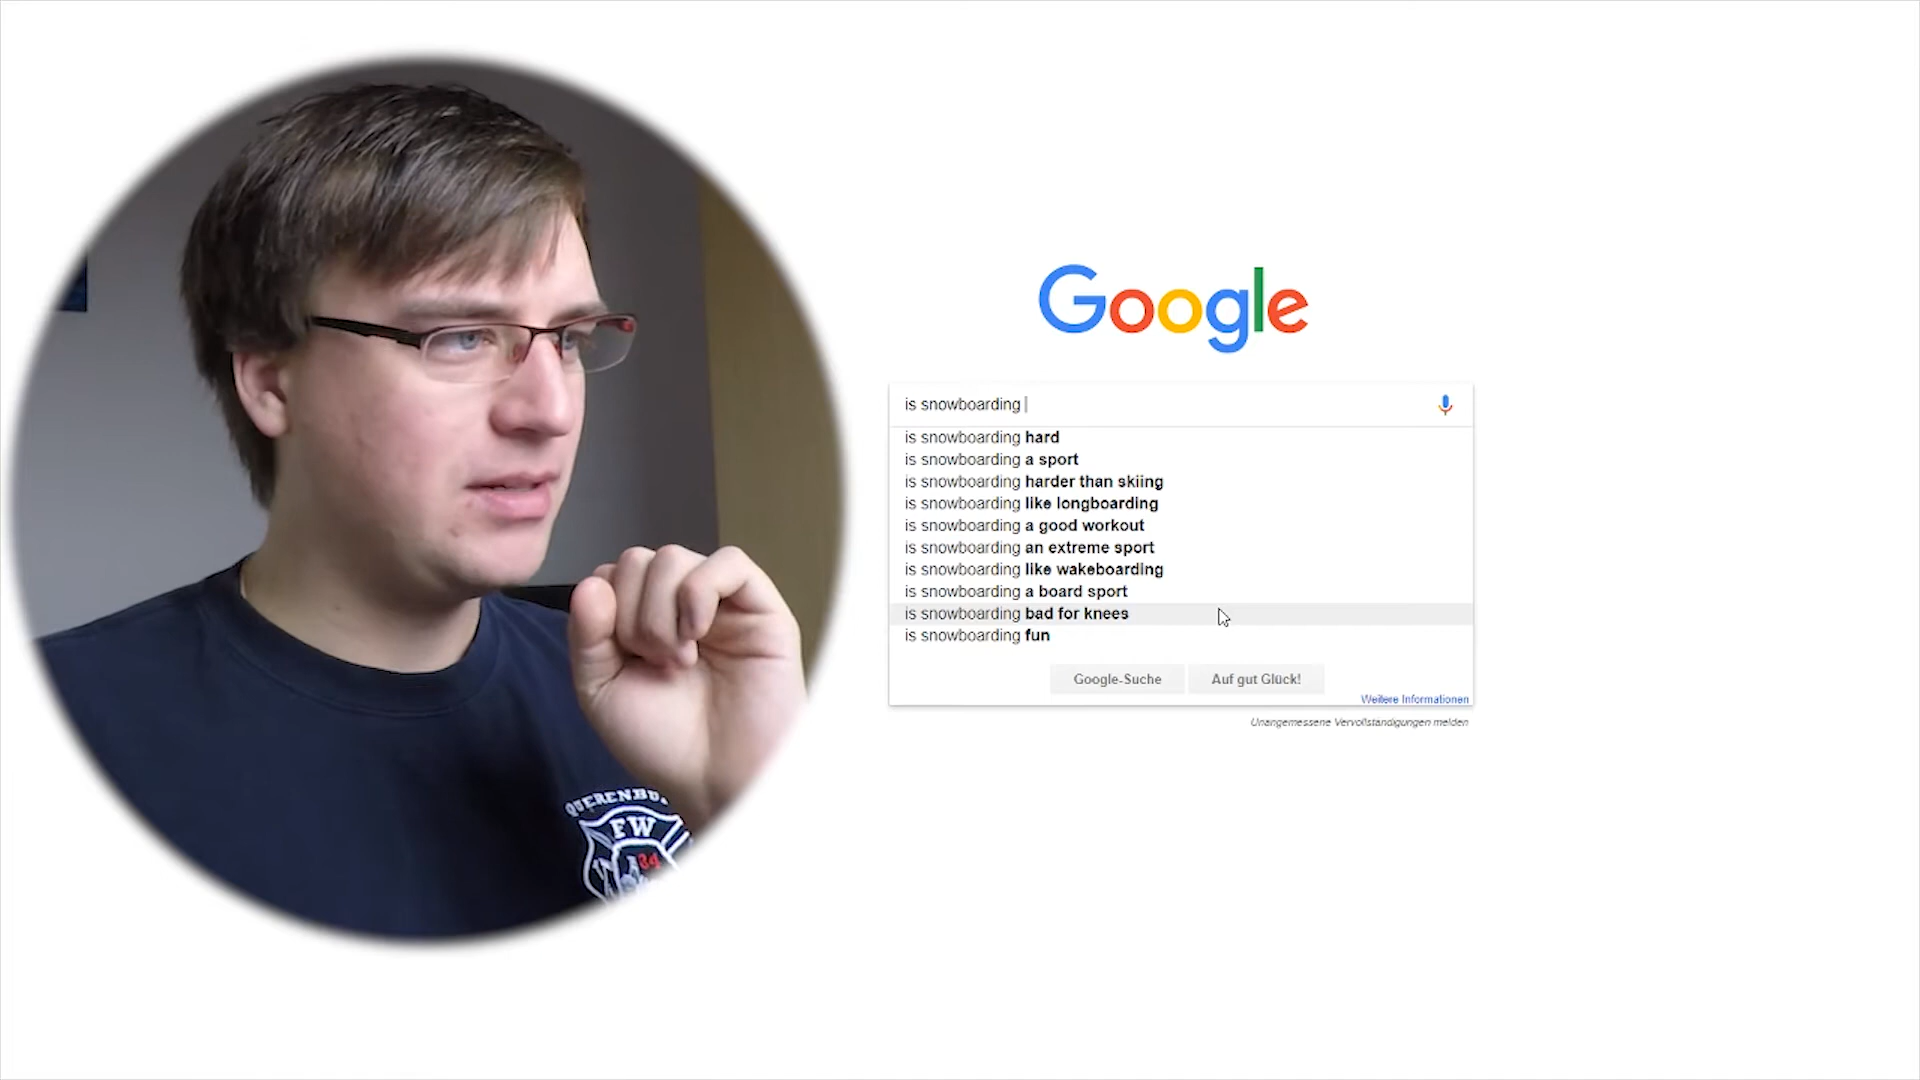 Google
is snowboarding
is snowboarding hard
is snowboarding a sport
is snowboarding harder than skiing
is snowboarding like longboarding
is snowboarding a good workout
is snowboarding an extreme sport
is snowboarding like wakeboarding
is snowboarding a board sport
is snowboarding bad for knees
is snowboarding fun
Google-Suche Auf gut Glück!
Weitere Informationen
Unangemessene Vervollständigungen melden
FW
84